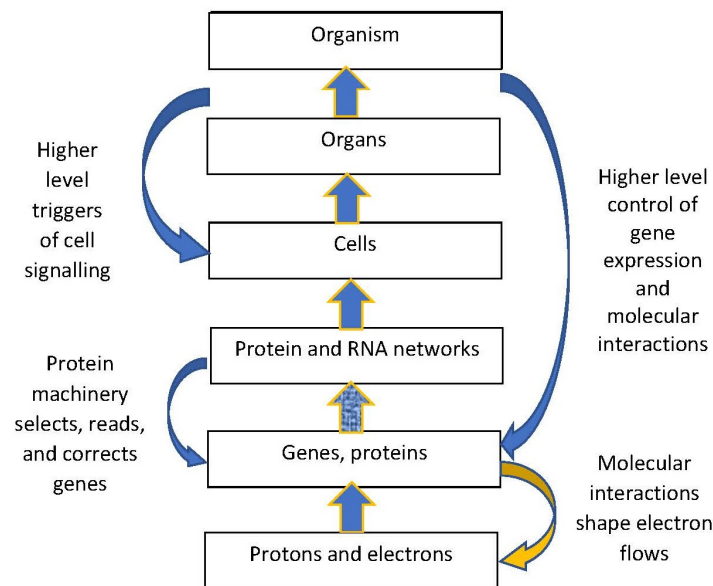 Organism
Organs
Higher
level
triggers
of cell
signalling
Cells
Higher level
control of
gene
expression
and
molecular
interactions
Protein and RNA networks
Protein
machinery
selects, reads,
and corrects
genes
Genes, proteins
Molecular
interactions
shape electron
flows
Protons and electrons